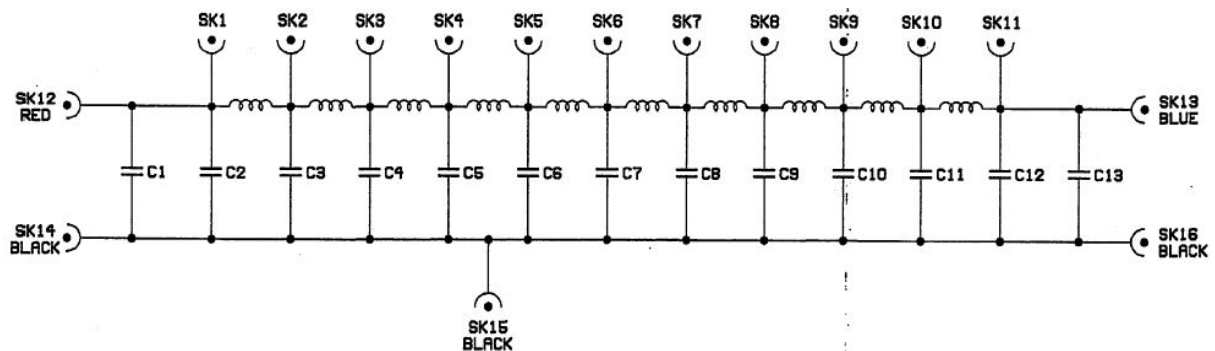 SK1 SK2 SK3 SK4 SK5 SK6 SK7 SK8 SK9 SK10 SK11
SK12
RED
SK13
BLUE
C1 C2 C3 C4 C5 C6 C7 C8 C9 C10 C11 C12 C13
SK14
BLACK
SK16
BLACK
SK15
BLACK